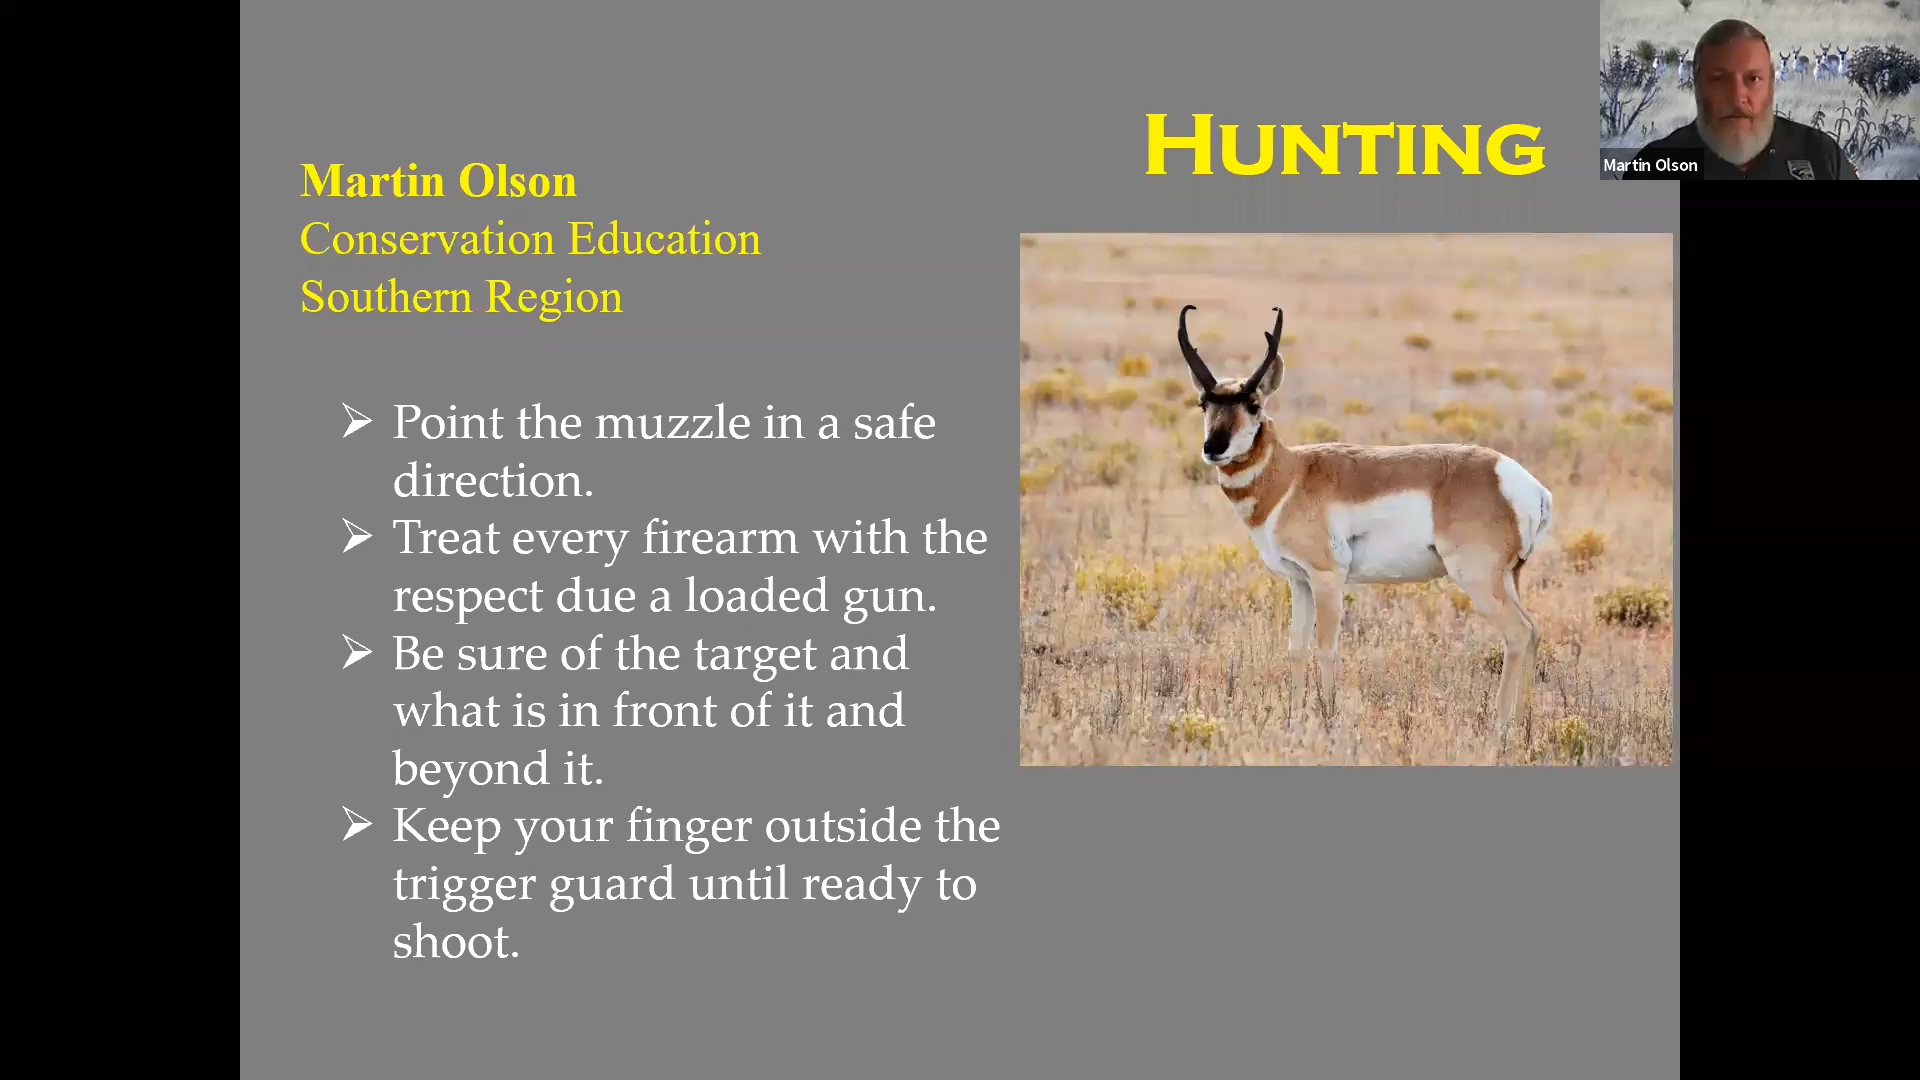 Hunting
Martin Olson
Martin Olson
Conservation Education
Southern Region
➢ Point the muzzle in a safe
direction.
➢ Treat every firearm with the
respect due a loaded gun.
➢ Be sure of the target and
what is in front of it and
beyond it.
➢ Keep your finger outside the
trigger guard until ready to
shoot.